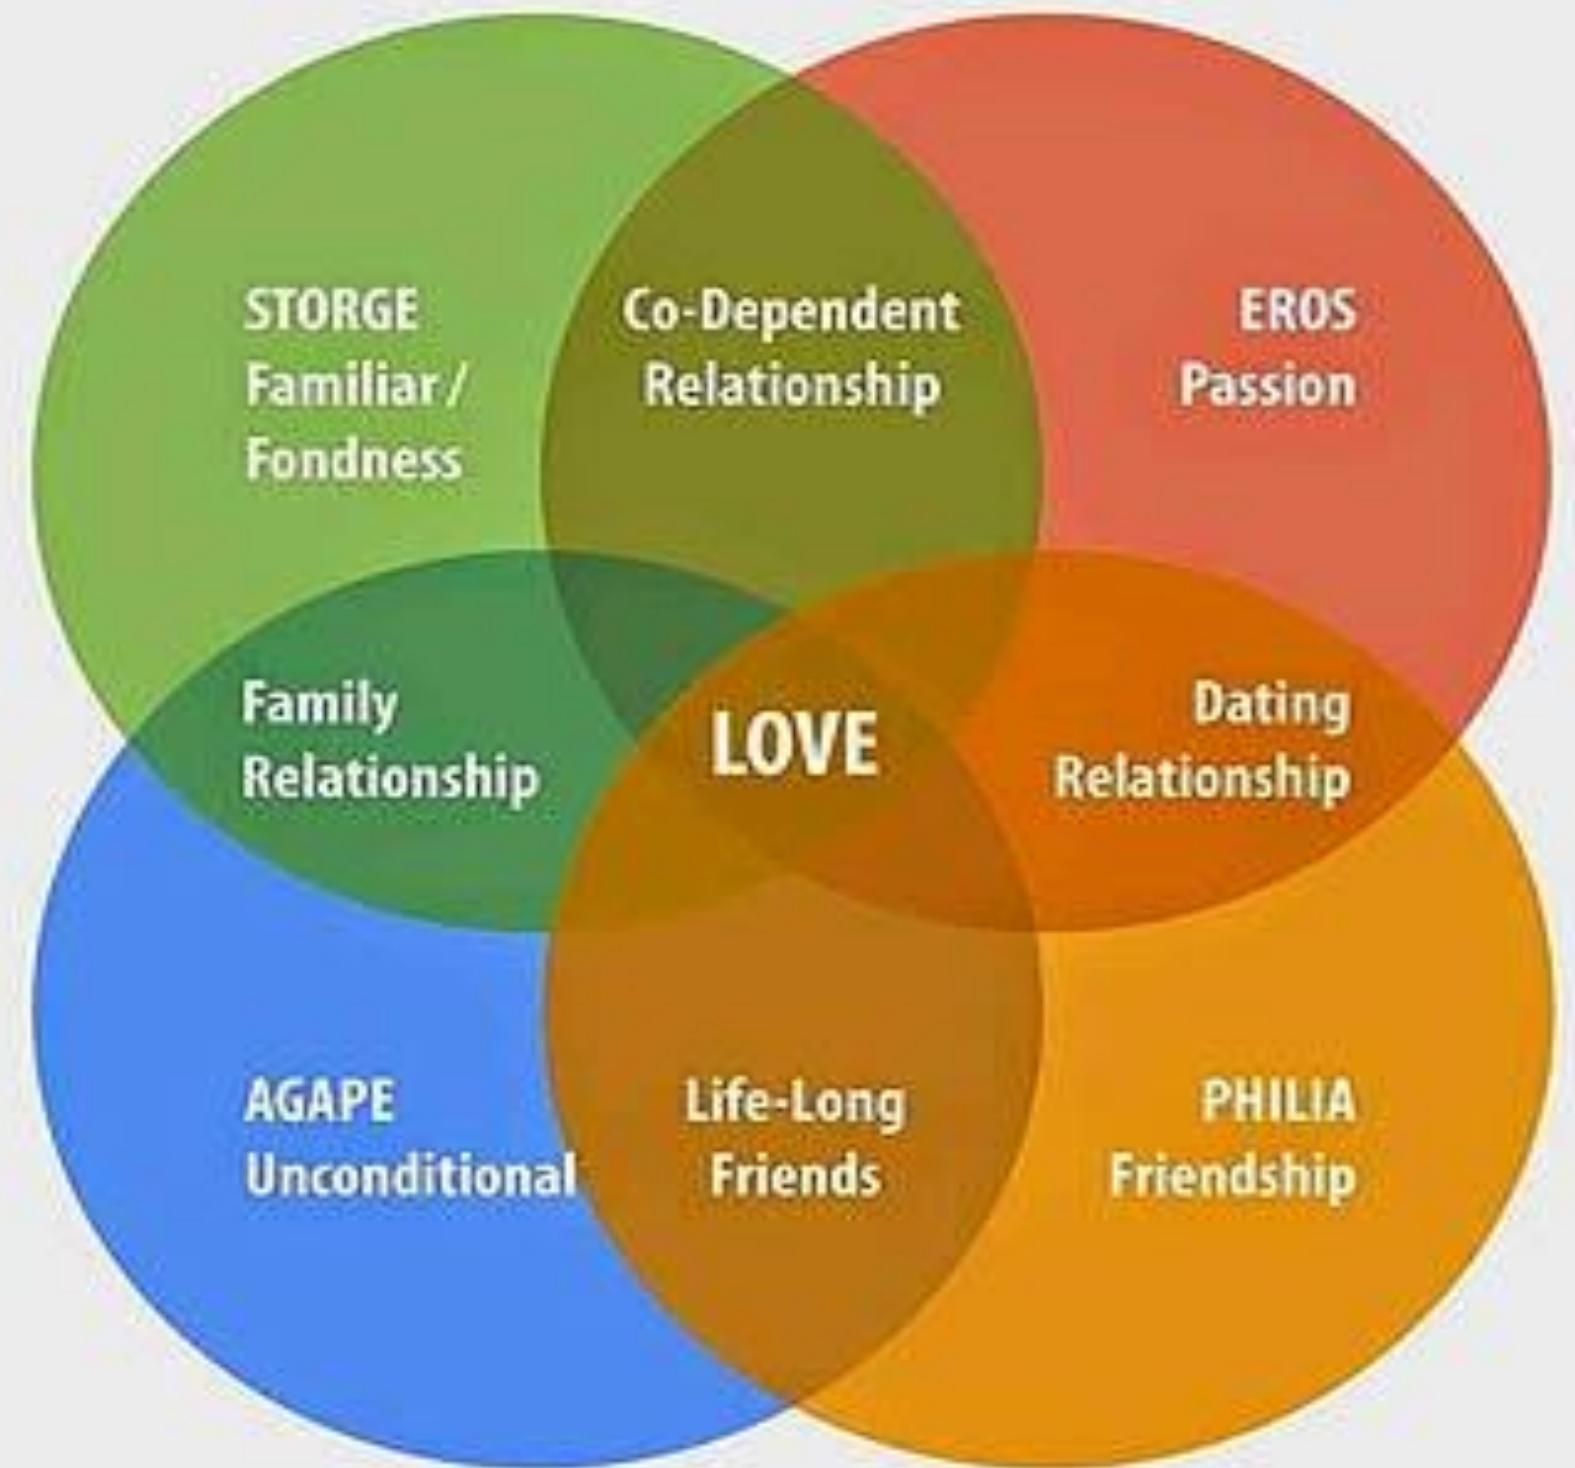 STORGE
Familiar/
Fondness
Co-Dependent
Relationship
EROS
Passion
Family
Relationship
LOVE
Dating
Relationship
AGAPE
Unconditional
Life-Long
Friends
PHILIA
Friendship